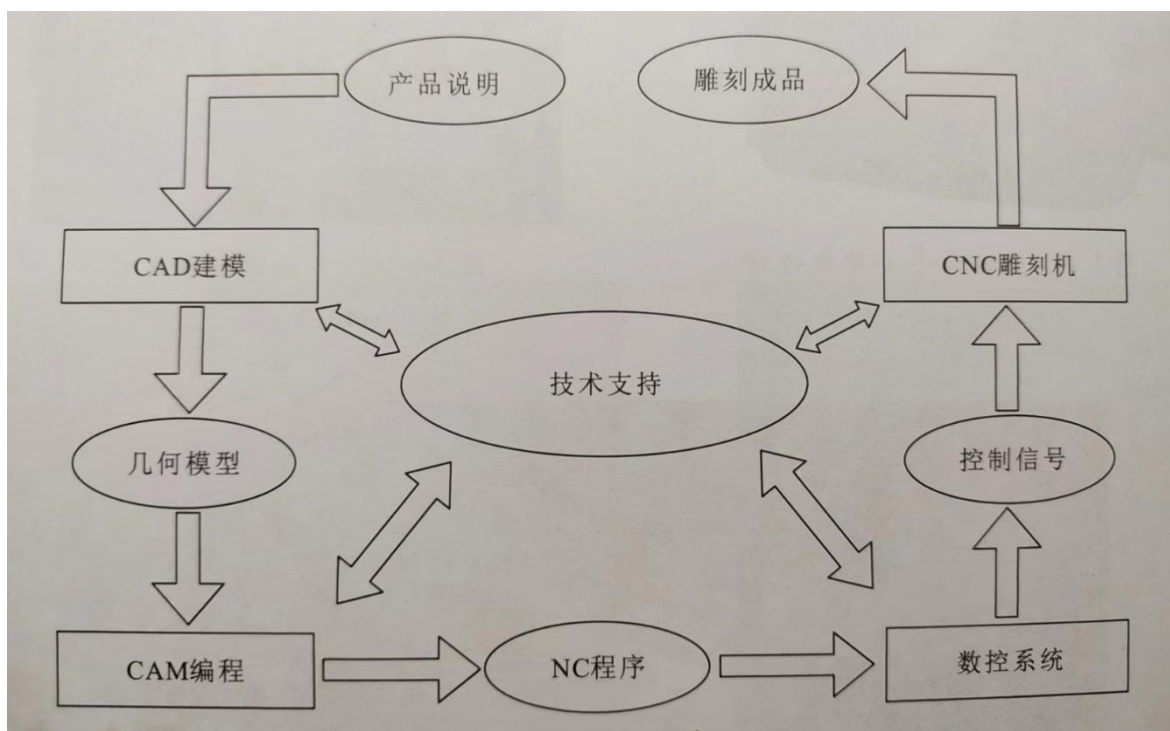 产品说明
雕刻成品
CAD建模
CNC雕刻机
技术支持
几何模型
控制信号
CAM编程
NC程序
数控系统